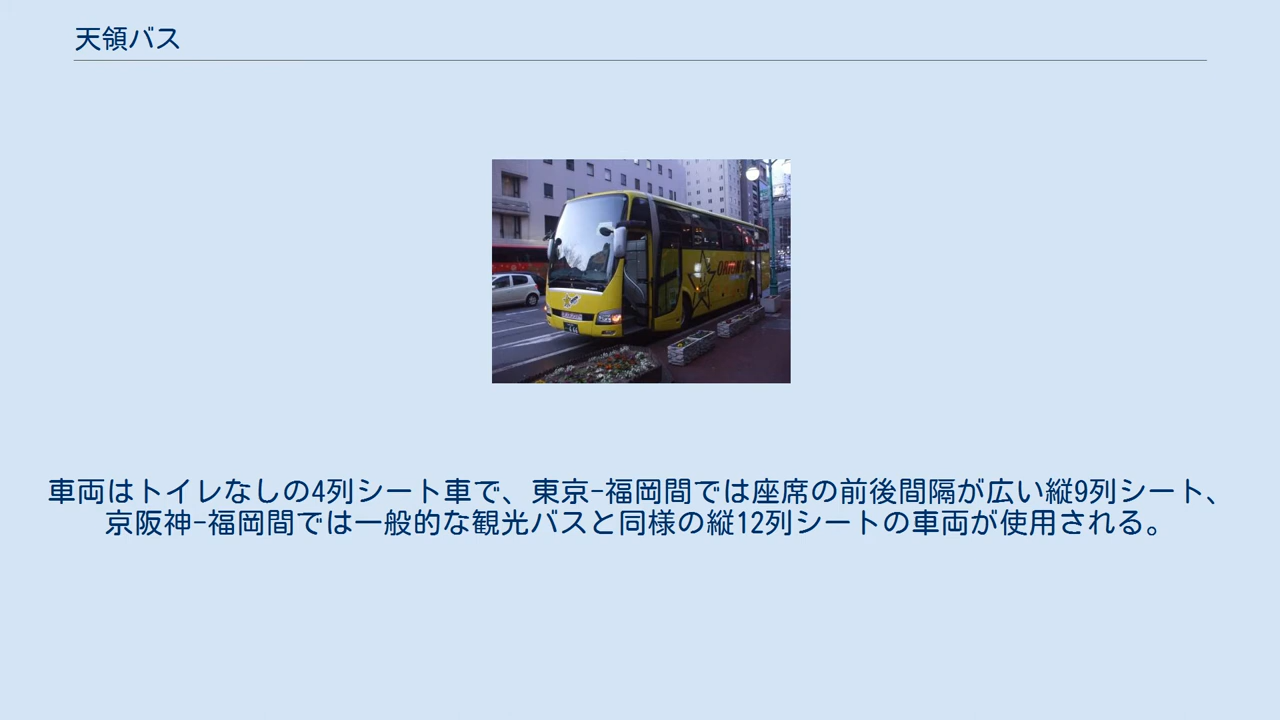 天領バス
ORION
車両はトイレなしの4列シート車で、東京-福岡間では座席の前後間隔が広い縦9列シート、
京阪神-福岡間では一般的な観光バスと同様の縦12列シートの車両が使用される。